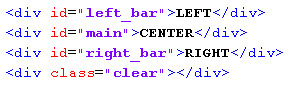 <div id="left_bar">LEFT</div>
<div id="main">CENTER</div>
<div id="right_bar">RIGHT</div>
<div class="clear"></div>